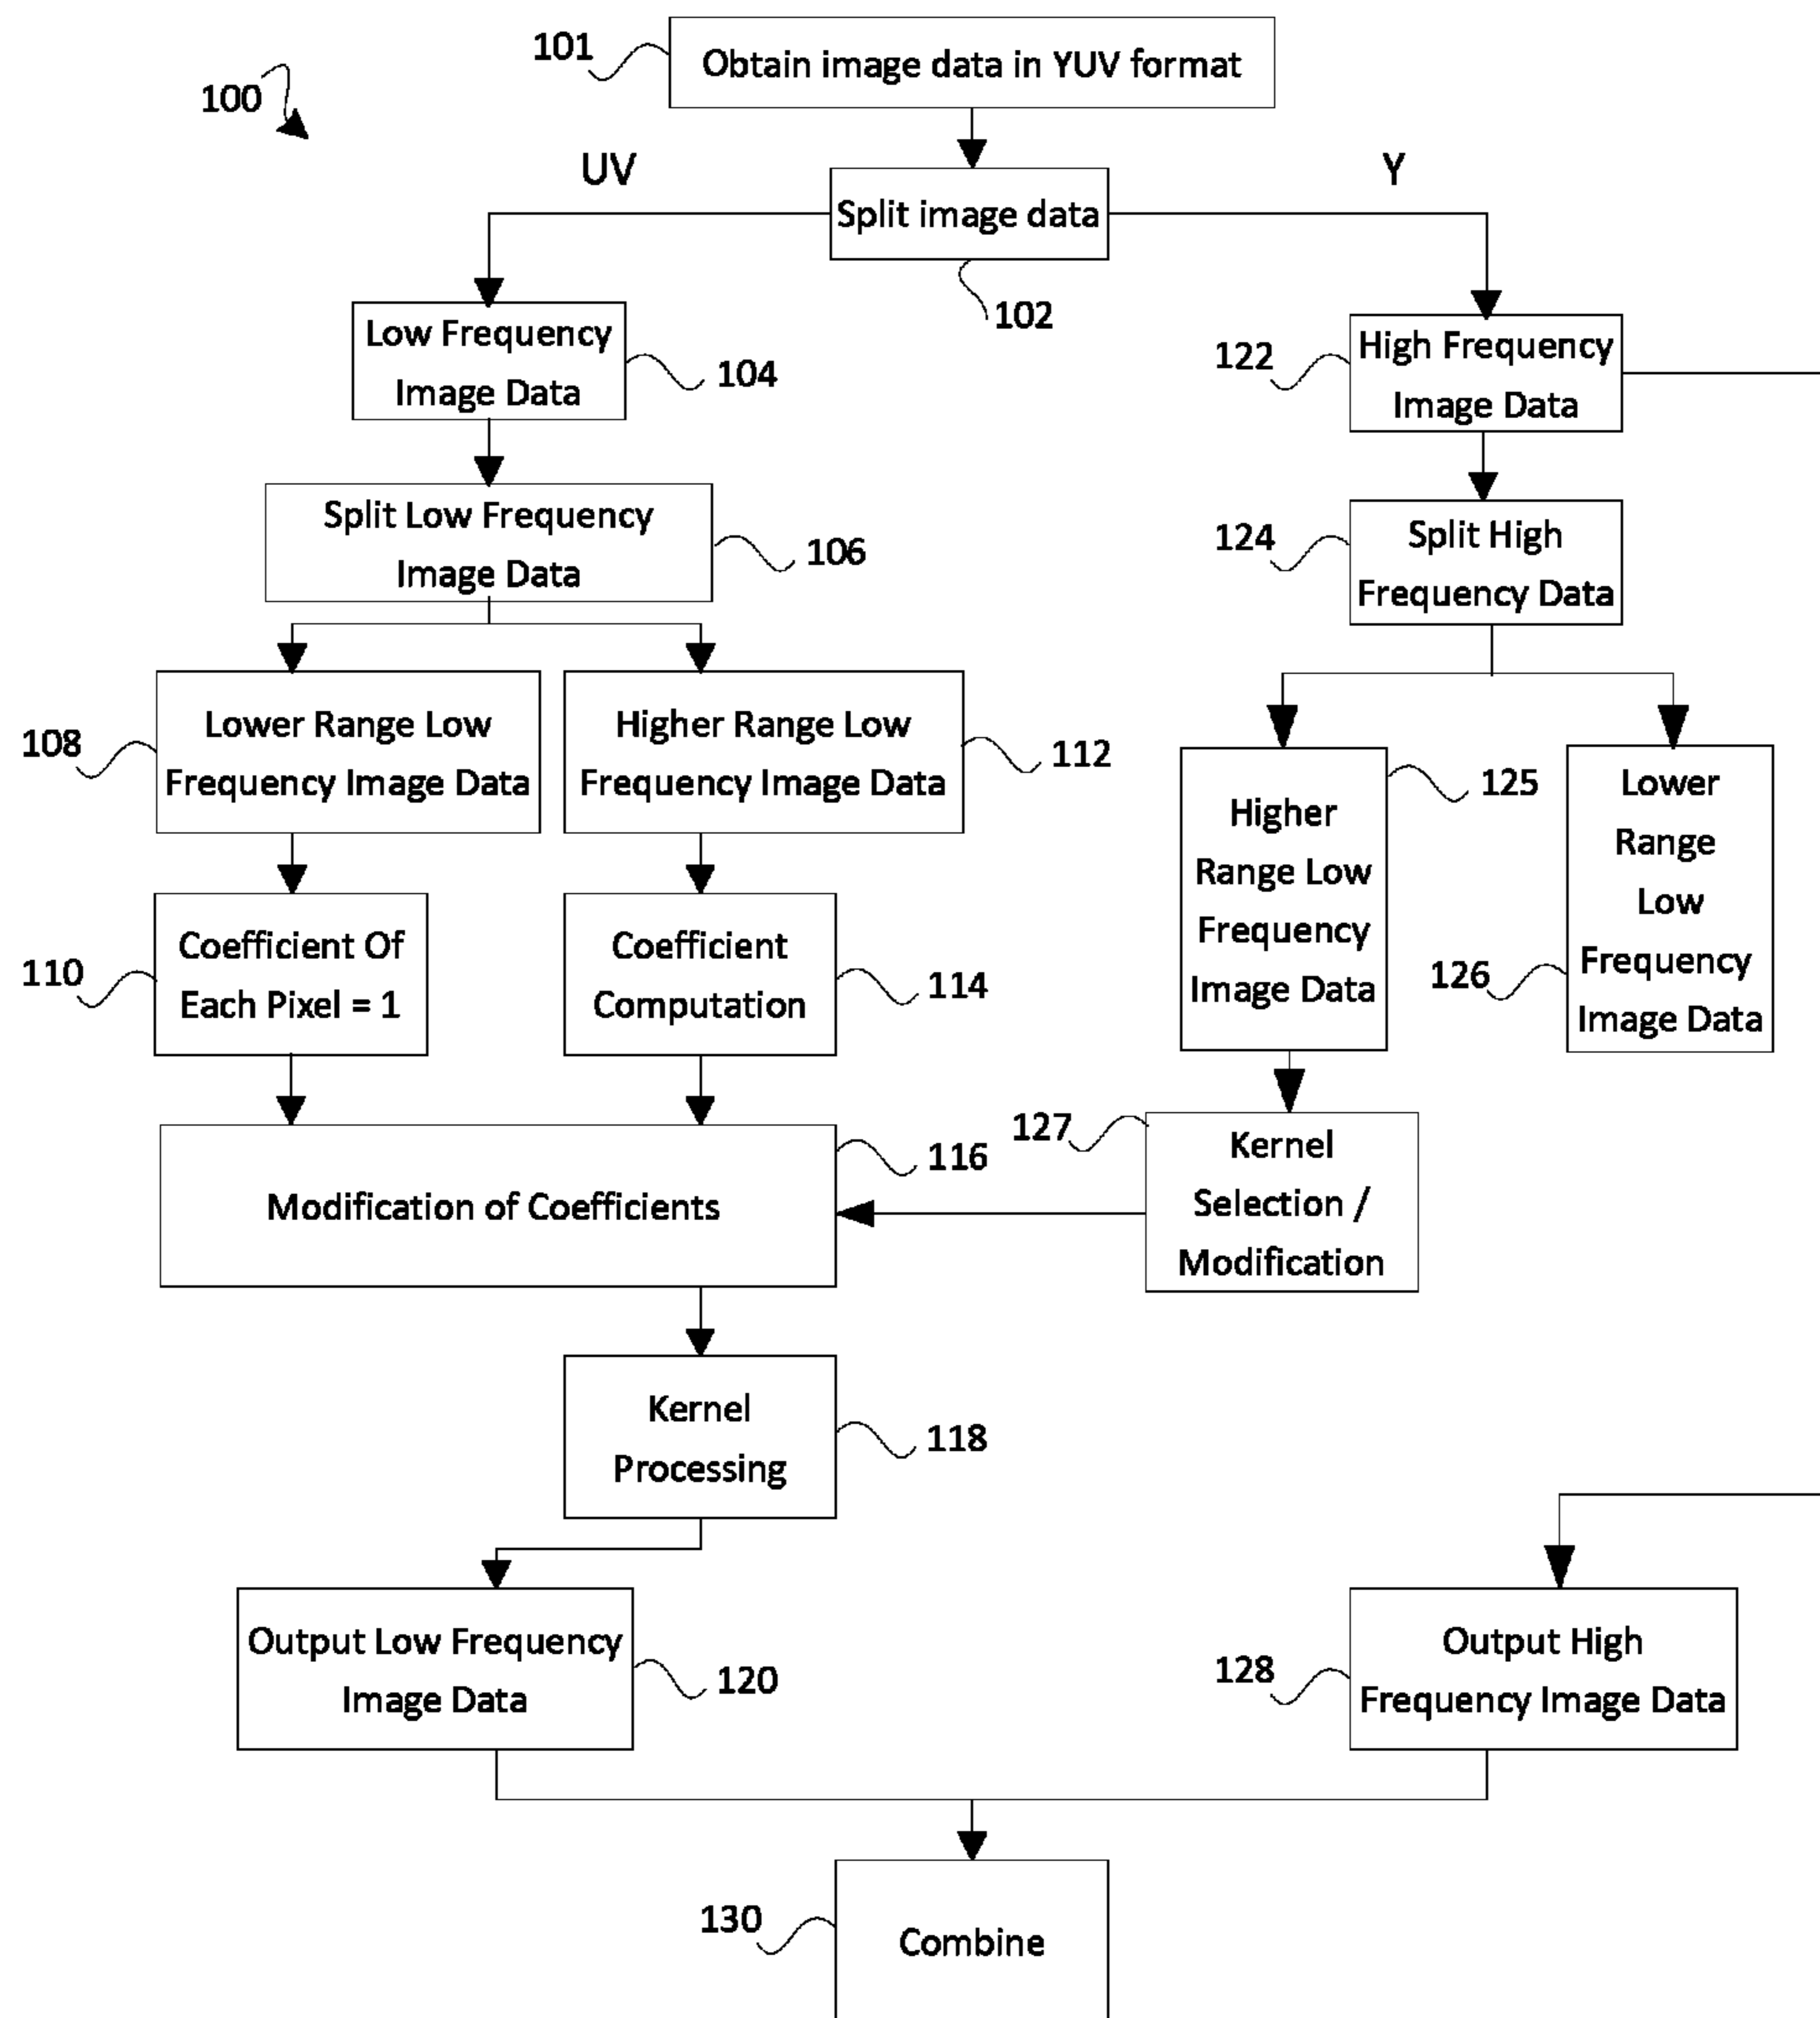 101
Obtain image data in YUV format
100
UV
Y
Split image data
102
Low Frequency
Image Data
104
122
High Frequency
Image Data
Split Low Frequency
Image Data
106
124
Split High
Frequency Data
108
Lower Range Low
Frequency Image Data
Higher Range Low
Frequency Image Data
112
Higher
Range Low
Frequency
Image Data
125
Lower
Range
Low
Frequency
Image Data
126
110
Coefficient Of
Each Pixel = 1
Coefficient
Computation
114
127
Kernel
Selection /
Modification
Modification of Coefficients
116
Kernel
Processing
118
Output Low Frequency
Image Data
120
128
Output High
Frequency Image Data
130
Combine